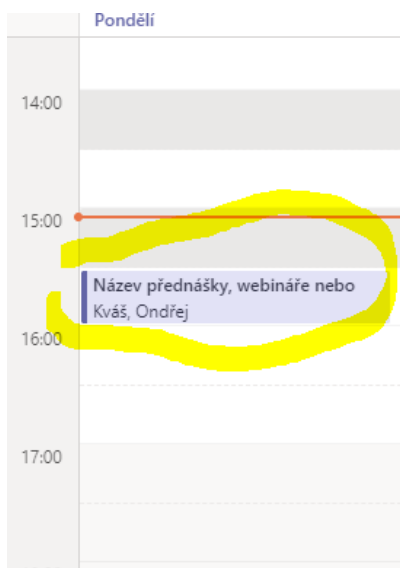 Pondělí
14:00
15:00
Název přednášky, webináře nebo
Kváš, Ondřej
16:00
17:00